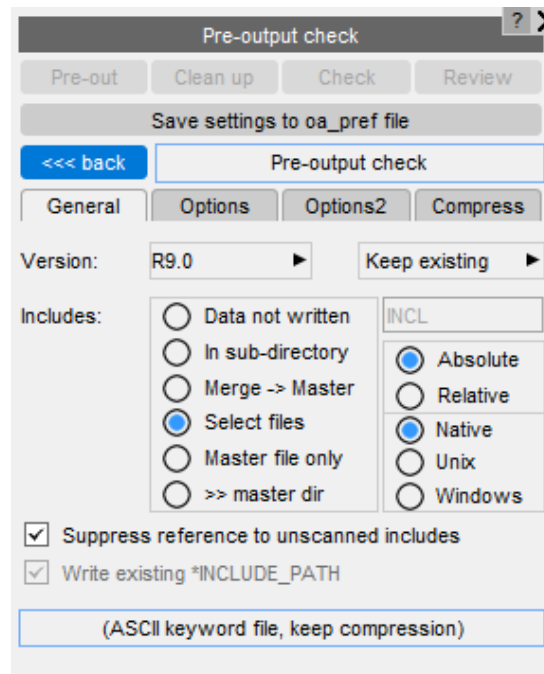 Pre-output check
?
Pre-out Clean up Check Review
Save settings to oa_pref file
<<< back Pre-output check
General Options Options2 Compress
Version: R9.0 Keep existing
Includes: Data not written INCL
In sub-directory Absolute
Merge -> Master Relative
Select files Native
Master file only Unix
>> master dir Windows
Suppress reference to unscanned includes
Write existing *INCLUDE_PATH
(ASCII keyword file, keep compression)